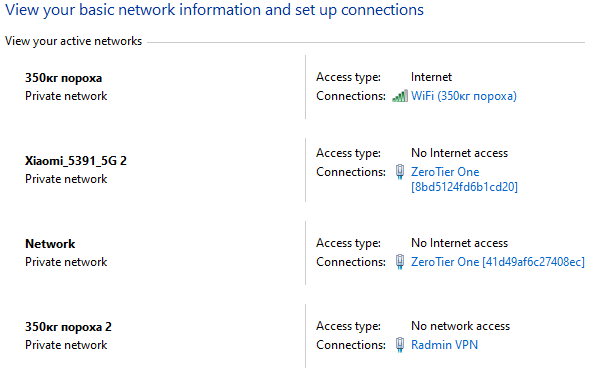 View your basic network information and set up connections
View your active networks
350кг пороха
Private network
Access type: Internet
Connections: WiFi (350кг пороха)
Xiaomi_5391_5G 2
Private network
Access type: No Internet access
Connections: ZeroTier One
[8bd5124fd6b1cd20]
Network
Private network
Access type: No Internet access
Connections: ZeroTier One [41d49af6c27408ec]
350кг пороха 2
Private network
Access type: No network access
Connections: Radmin VPN